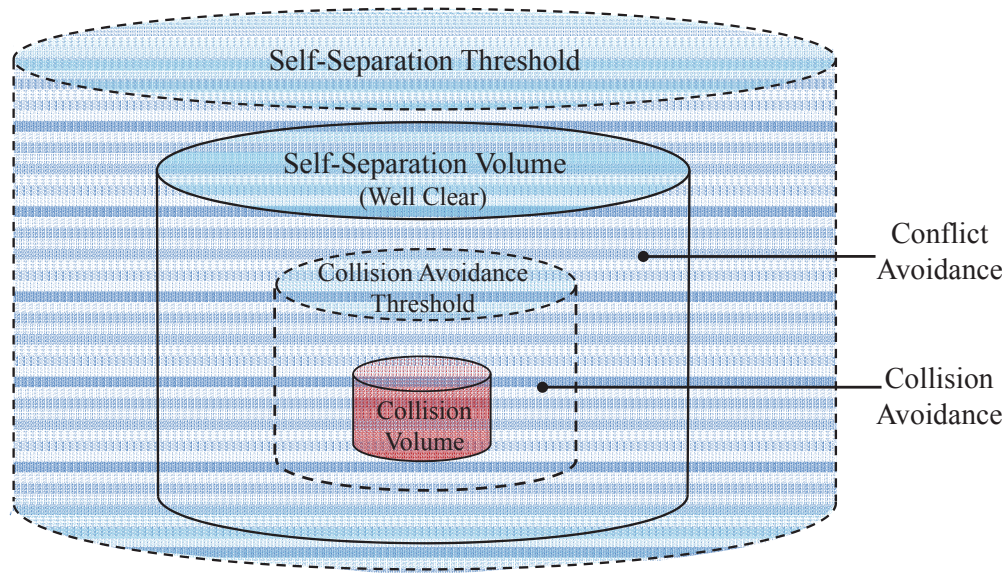 Self-Separation Threshold
Self-Separation Volume
(Well Clear)
Conflict
Avoidance
Collision Avoidance
Threshold
Collision
Avoidance
Collision
Volume